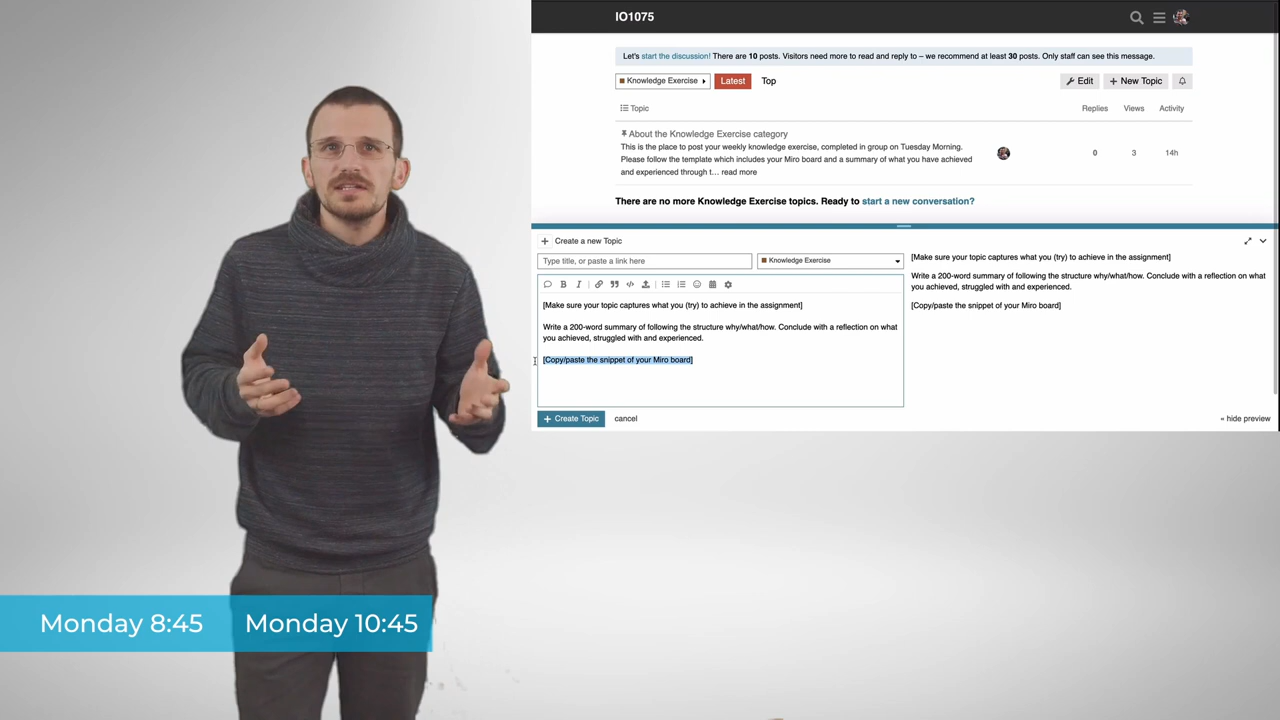 IO1075
Let's start the discussion! There are 10 posts. Visitors need more to read and reply to – we recommend at least 30 posts. Only staff can see this message.
Knowledge Exercise
Latest
Top
Edit
+ New Topic
Topic
Replies
Views
Activity
About the Knowledge Exercise category
This is the place to post your weekly knowledge exercise, completed in group on Tuesday Morning.
Please follow the template which includes your Miro board and a summary of what you have achieved
and experienced through t… read more
0
3
14h
There are no more Knowledge Exercise topics. Ready to start a new conversation?
+ Create a new Topic
Type title, or paste a link here
Knowledge Exercise
B I
[Make sure your topic captures what you (try) to achieve in the assignment]
Write a 200-word summary of following the structure why/what/how. Conclude with a reflection on what
you achieved, struggled with and experienced.
[Copy/paste the snippet of your Miro board]
[Make sure your topic captures what you (try) to achieve in the assignment]
Write a 200-word summary of following the structure why/what/how. Conclude with a reflection on what
you achieved, struggled with and experienced.
[Copy/paste the snippet of your Miro board]
+ Create Topic
cancel
« hide preview
Monday 8:45
Monday 10:45